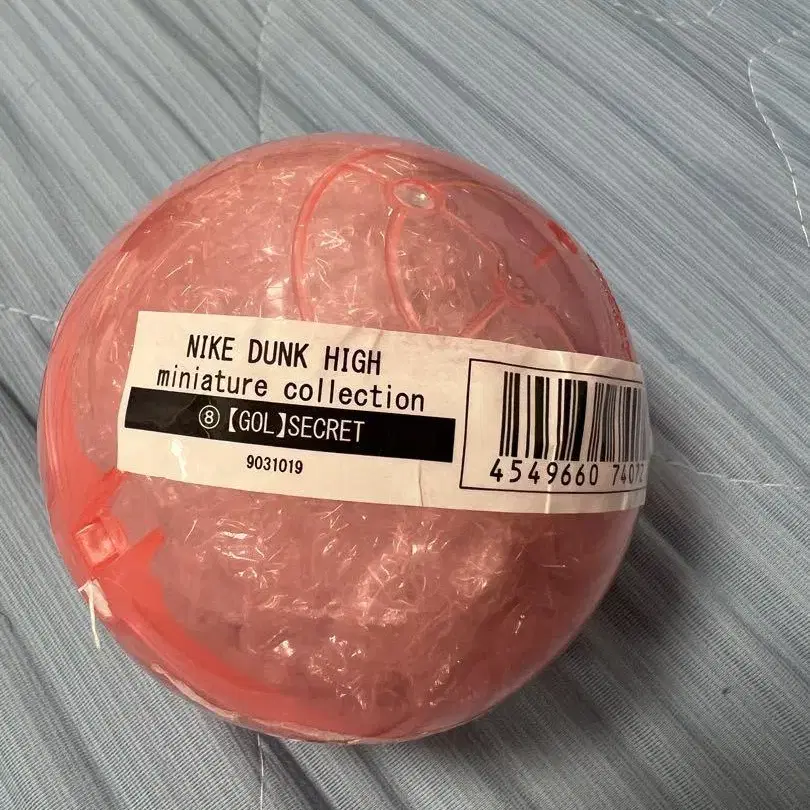 NIKE DUNK HIGH
miniature collection
⑧【GOL】SECRET
9031019
4549660 7407